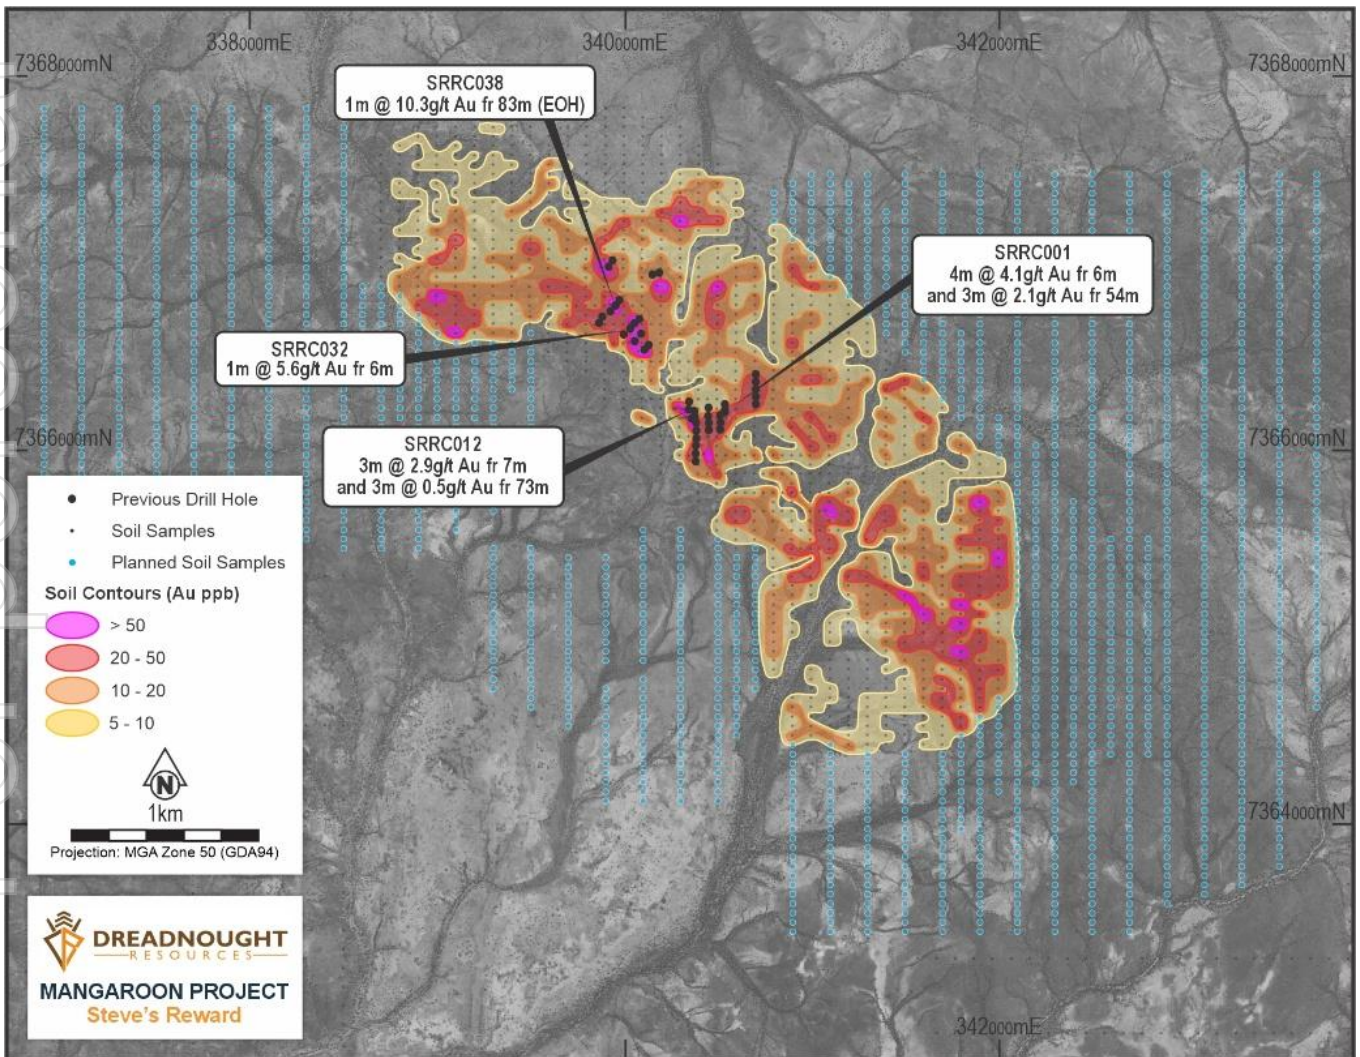 338000mE
340000mE
342000mE
7368000mN
7368000mN
SRRC038
1m @ 10.3g/t Au fr 83m (EOH)
SRRC001
4m @ 4.1g/t Au fr 6m
and 3m @ 2.1g/t Au fr 54m
SRRC032
1m @ 5.6g/t Au fr 6m
7366000mN
7366000mN
SRRC012
3m @ 2.9g/t Au fr 7m
and 3m @ 0.5g/t Au fr 73m
Previous Drill Hole
Soil Samples
Planned Soil Samples
Soil Contours (Au ppb)
> 50
20 - 50
10 - 20
5 - 10
N
1km
Projection: MGA Zone 50 (GDA94)
7364000mN
DREADNOUGHT
RESOURCES
MANGAROON PROJECT
Steve's Reward
342000mE